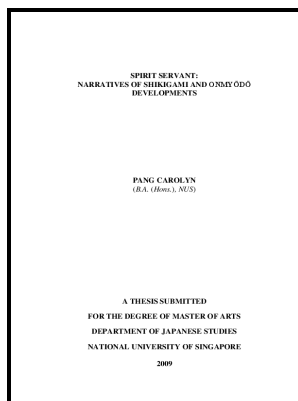 SPIRIT SERVANT:
NARRATIVES OF SHIKIGAMI AND ONMYŌDŌ
DEVELOPMENTS
PANG CAROLYN
(B.A. (Hons.), NUS)
A THESIS SUBMITTED
FOR THE DEGREE OF MASTER OF ARTS
DEPARTMENT OF JAPANESE STUDIES
NATIONAL UNIVERSITY OF SINGAPORE
2009